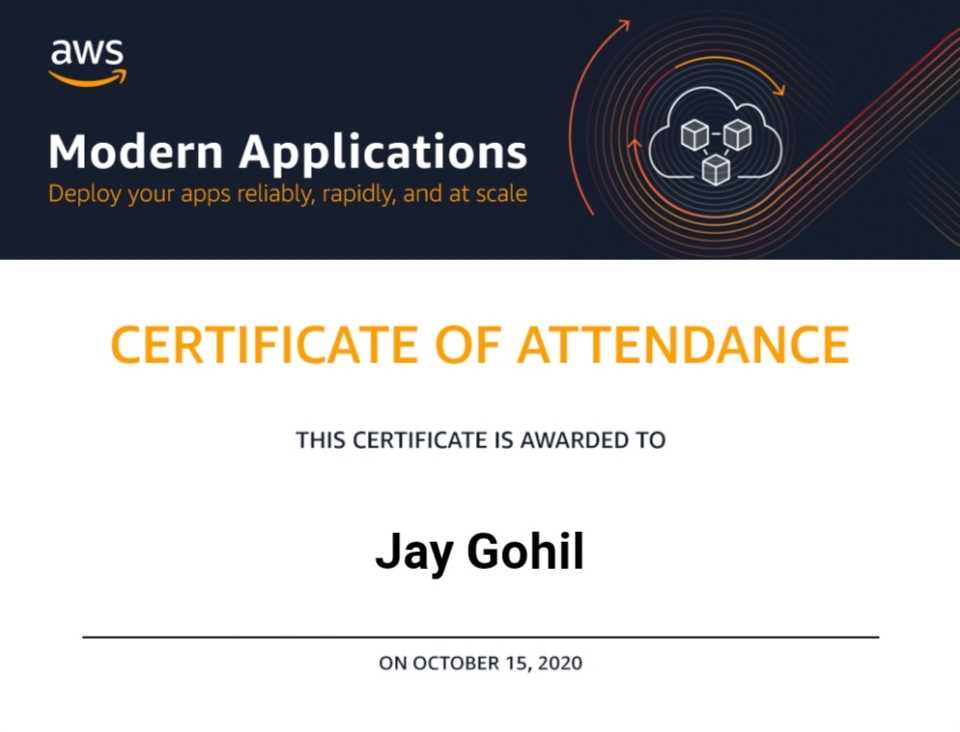 aws
Modern Applications
Deploy your apps reliably, rapidly, and at scale
CERTIFICATE OF ATTENDANCE
THIS CERTIFICATE IS AWARDED TO
Jay Gohil
ON OCTOBER 15, 2020